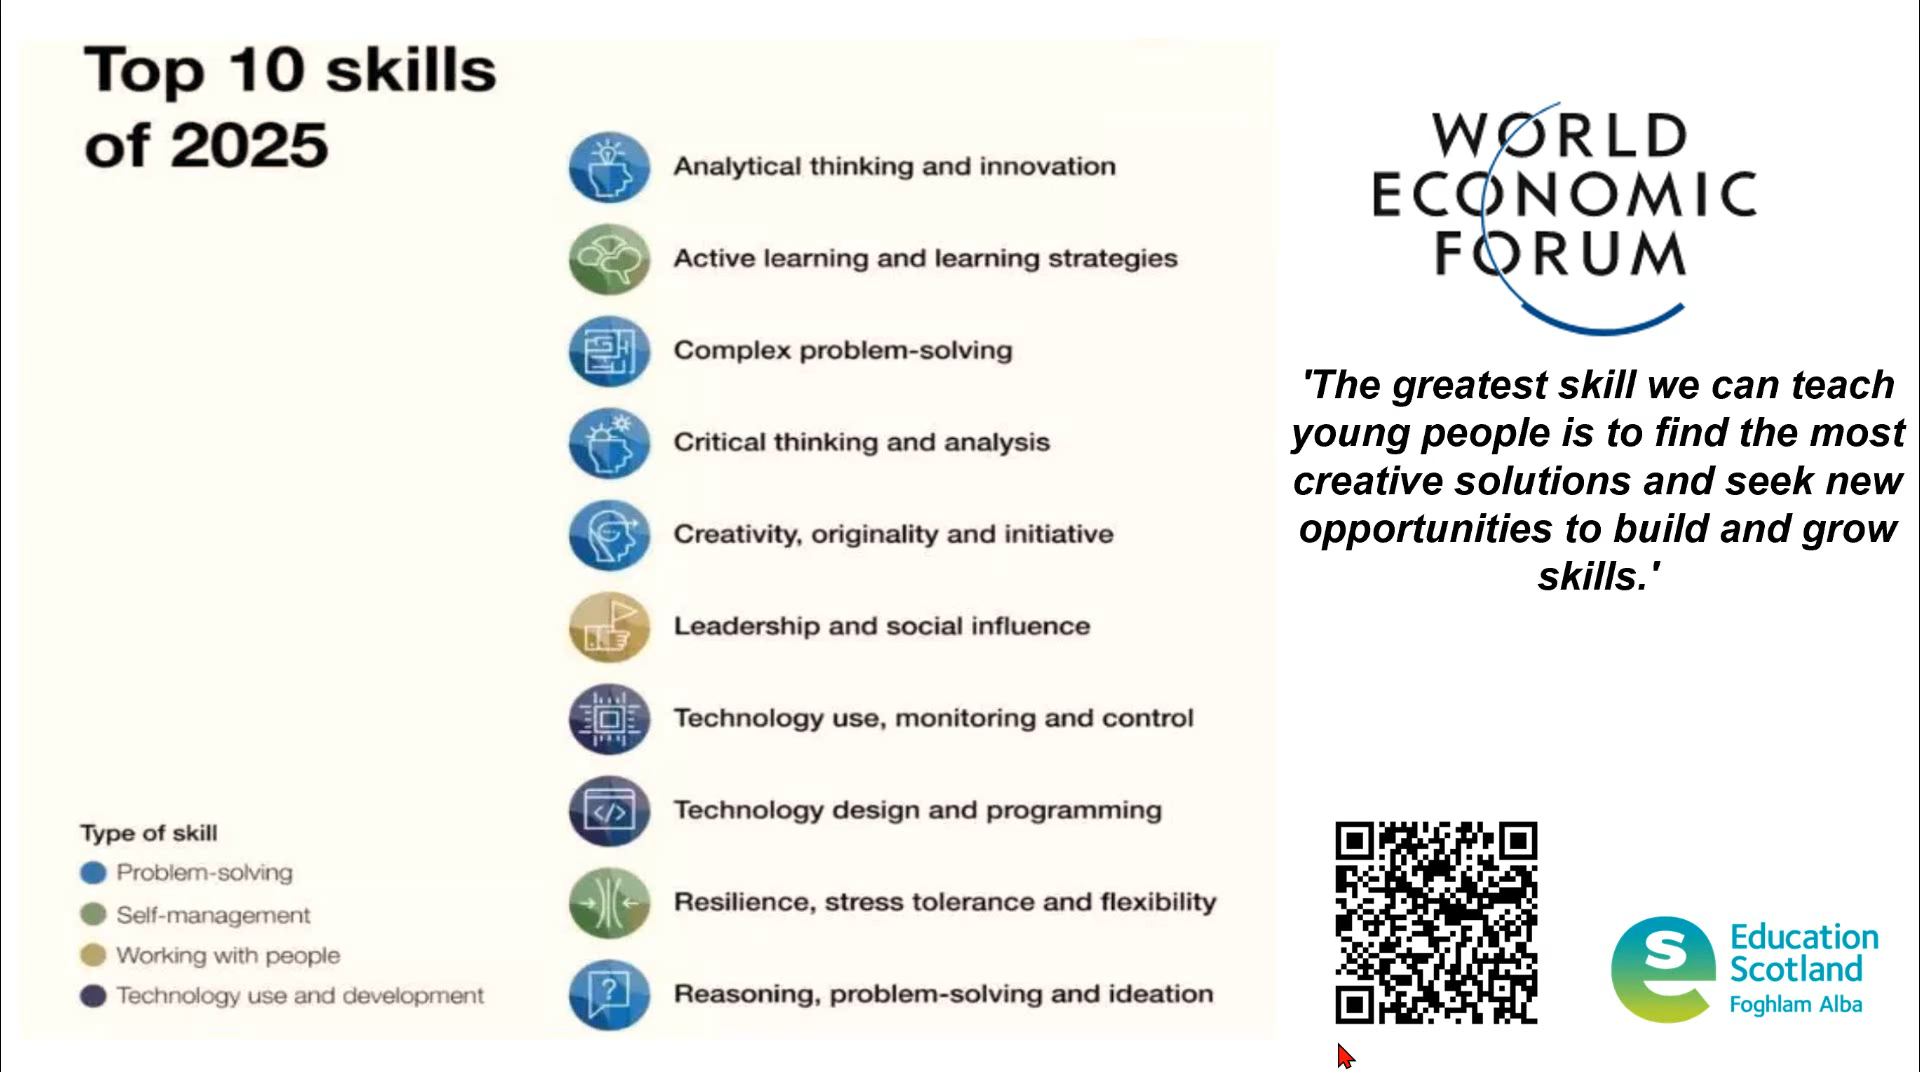 Top 10 skills
of 2025
Analytical thinking and innovation
Active learning and learning strategies
Complex problem-solving
Critical thinking and analysis
Creativity, originality and initiative
Leadership and social influence
Technology use, monitoring and control
Technology design and programming
Resilience, stress tolerance and flexibility
Reasoning, problem-solving and ideation
Type of skill
Problem-solving
Self-management
Working with people
Technology use and development
WORLD
ECONOMIC
FORUM
'The greatest skill we can teach
young people is to find the most
creative solutions and seek new
opportunities to build and grow
skills.'
Education
Scotland
Foghlam Alba